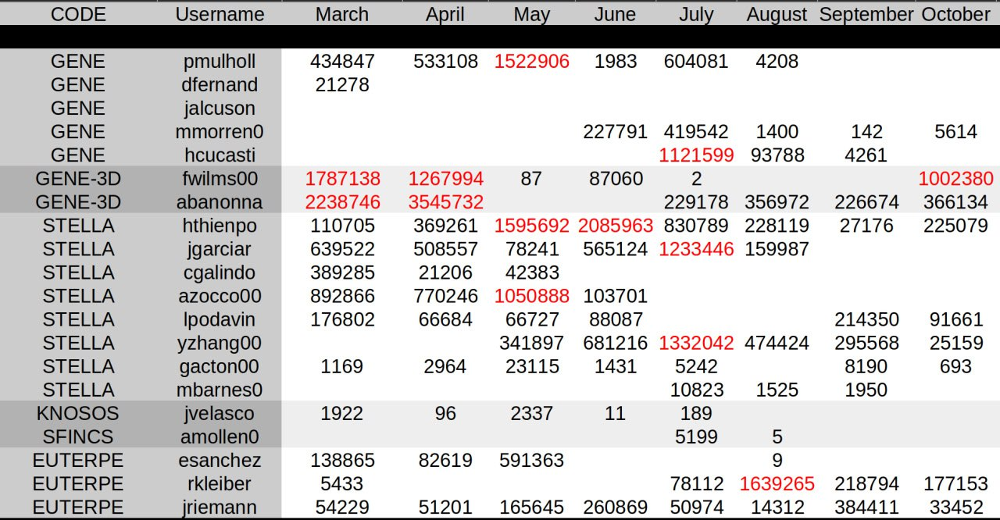 CODE Username March April May June July August September October
GENE pmulholl 434847 533108 1522906 1983 604081 4208
GENE dfernand 21278
GENE jalcuson
GENE mmorren0 227791 419542 1400 142 5614
GENE hcucasti 1121599 93788 4261
GENE-3D fwilms00 1787138 1267994 87 87060 2 1002380
GENE-3D abanonna 2238746 3545732 229178 356972 226674 366134
STELLA hthienpo 110705 369261 1595692 2085963 830789 228119 27176 225079
STELLA jgarciar 639522 508557 78241 565124 1233446 159987
STELLA cgalindo 389285 21206 42383
STELLA azocco00 892866 770246 1050888 103701
STELLA lpodavin 176802 66684 66727 88087 214350 91661
STELLA yzhang00 341897 681216 1332042 474424 295568 25159
STELLA gacton00 1169 2964 23115 1431 5242 8190 693
STELLA mbarnes0 10823 1525 1950
KNOSOS jvelasco 1922 96 2337 11 189
SFINCS amollen0 5199 5
EUTERPE esanchez 138865 82619 591363 9
EUTERPE rkleiber 5433 78112 1639265 218794 177153
EUTERPE jriemann 54229 51201 165645 260869 50974 14312 384411 33452